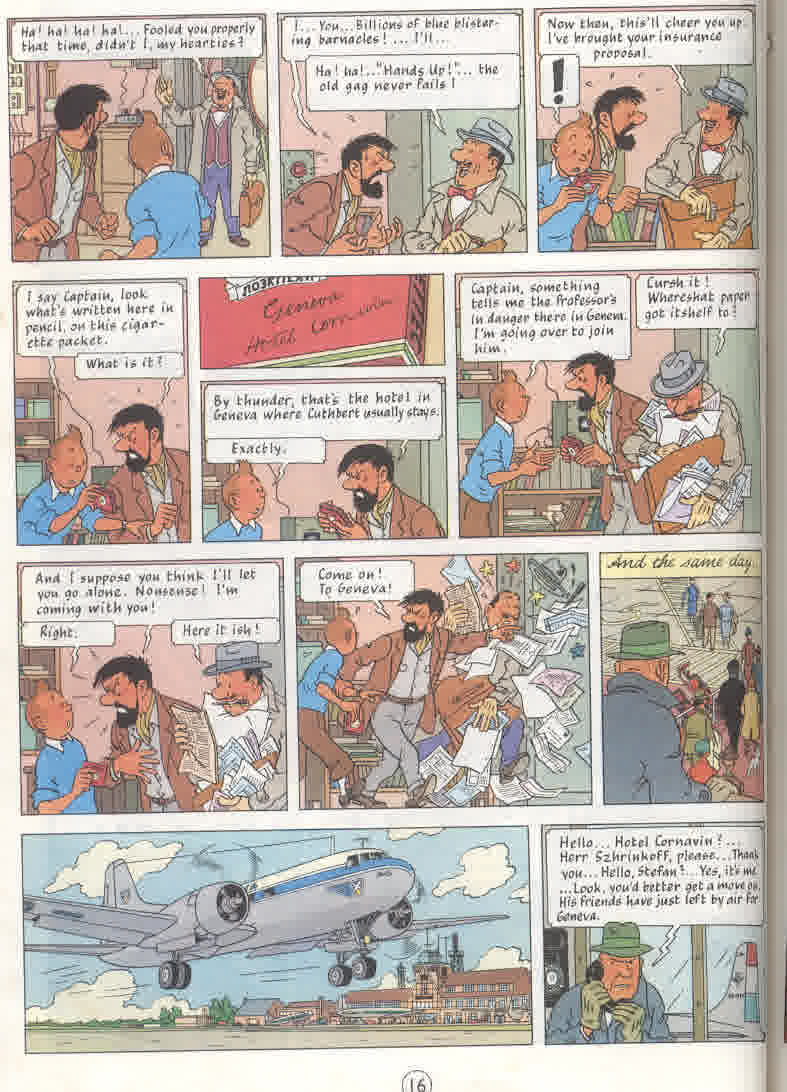 Ha! ha! ha! ha!... Fooled you properly
that time, didn't I, my hearties?
!... You... Billions of blue blister-
ing barnacles! ... I'll...
Ha! ha!..."Hands Up!"... the
old gag never fails!
Now then, this'll cheer you up.
I've brought your insurance
proposal.
!
I say Captain, look
what's written here in
pencil, on this cigar-
ette packet.
What is it?
Geneva
Hotel Cornavin
By thunder, that's the hotel in
Geneva where Cuthbert usually stays.
Exactly.
Captain, something
tells me the Professor's
in danger there in Geneva.
I'm going over to join
him.
Cursh it!
Whereshat paper
got itshelf to?
And I suppose you think I'll let
you go alone. Nonsense! I'm
coming with you!
Right.
Here it ish!
Come on!
To Geneva!
And the same day...
Hello... Hotel Cornavin?...
Herr Szhrinkoff, please...Thank
you... Hello, Stefan?...Yes, it's me
...Look, you'd better get a move on.
His friends have just left by air for
Geneva.
16